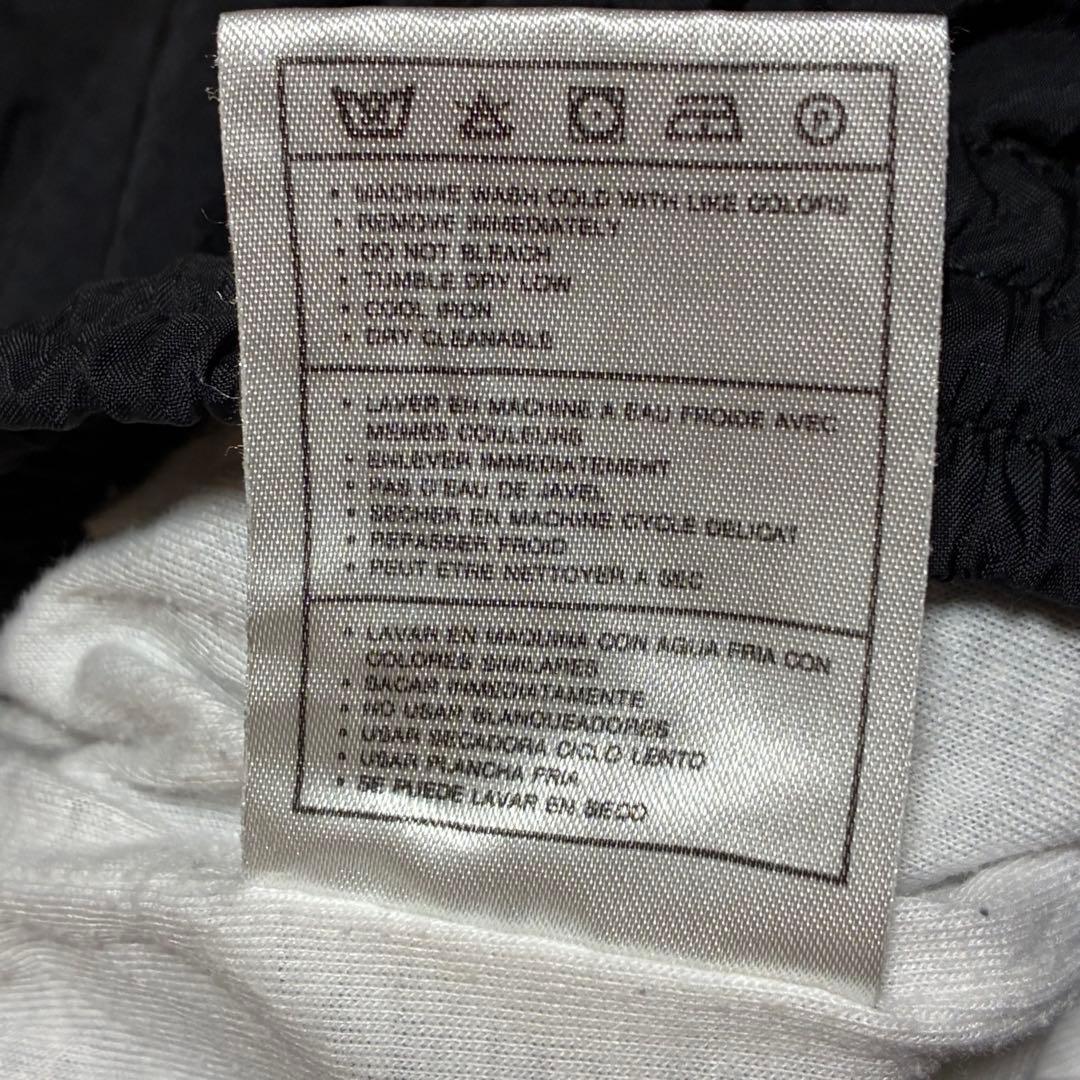 P
• MACHINE WASH COLD WITH LIKE COLORS
• REMOVE IMMEDIATELY
• DO NOT BLEACH
• TUMBLE DRY LOW
• COOL IRON
• DRY CLEANABLE
• LAVER EN MACHINE A EAU FROIDE AVEC
MEMES COULEURS
• ENLEVER IMMEDIATEMENT
• PAS D'EAU DE JAVEL
• SECHER EN MACHINE CYCLE DELICAT
• REPASSER FROID
• PEUT ETRE NETTOYER A SEC
• LAVAR EN MAQUINA CON AGUA FRIA CON
COLORES SIMILARES
• SACAR IMMEDIATAMENTE
• NO USAR BLANQUEADORES
• USAR SECADORA CICLO LENTO
• USAR PLANCHA FRIA
• SE PUEDE LAVAR EN SECO